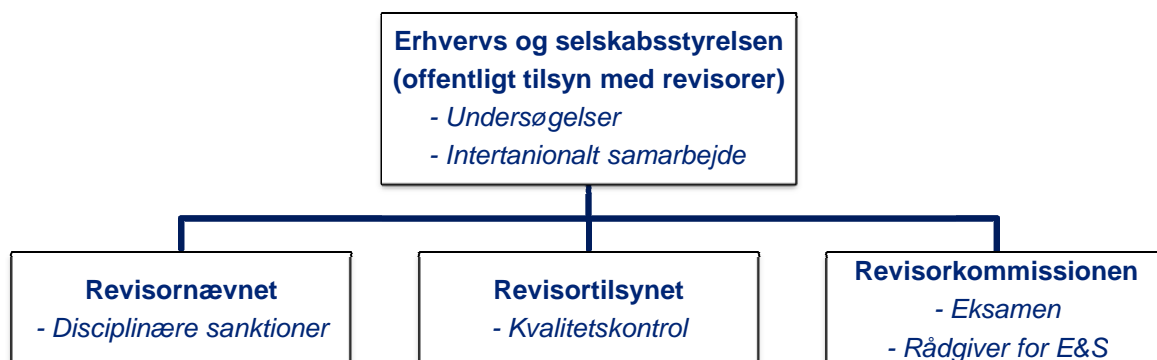 Erhvervs og selskabsstyrelsen
(offentligt tilsyn med revisorer)
- Undersøgelser
- Intertanionalt samarbejde
Revisornævnet
- Disciplinære sanktioner
Revisortilsynet
- Kvalitetskontrol
Revisorkommissionen
- Eksamen
- Rådgiver for E&S